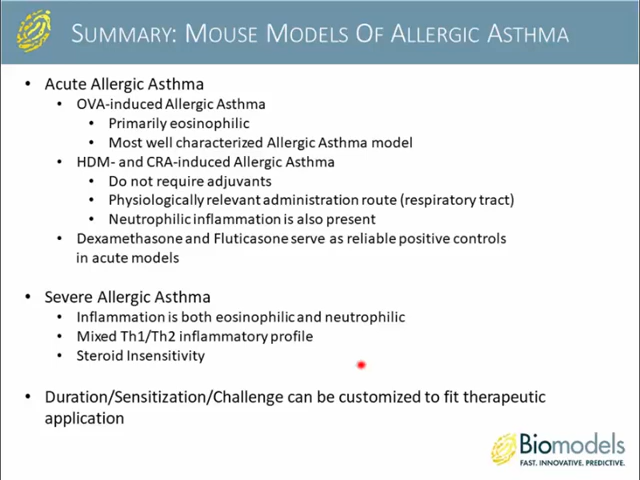 SUMMARY: MOUSE MODELS OF ALLERGIC ASTHMA
• Acute Allergic Asthma
• OVA-induced Allergic Asthma
• Primarily eosinophilic
• Most well characterized Allergic Asthma model
• HDM- and CRA-induced Allergic Asthma
• Do not require adjuvants
• Physiologically relevant administration route (respiratory tract)
• Neutrophilic inflammation is also present
• Dexamethasone and Fluticasone serve as reliable positive controls
in acute models
• Severe Allergic Asthma
• Inflammation is both eosinophilic and neutrophilic
• Mixed Th1/Th2 inflammatory profile
• Steroid Insensitivity
• Duration/Sensitization/Challenge can be customized to fit therapeutic
application
Biomodels
FAST. INNOVATIVE. PREDICTIVE.